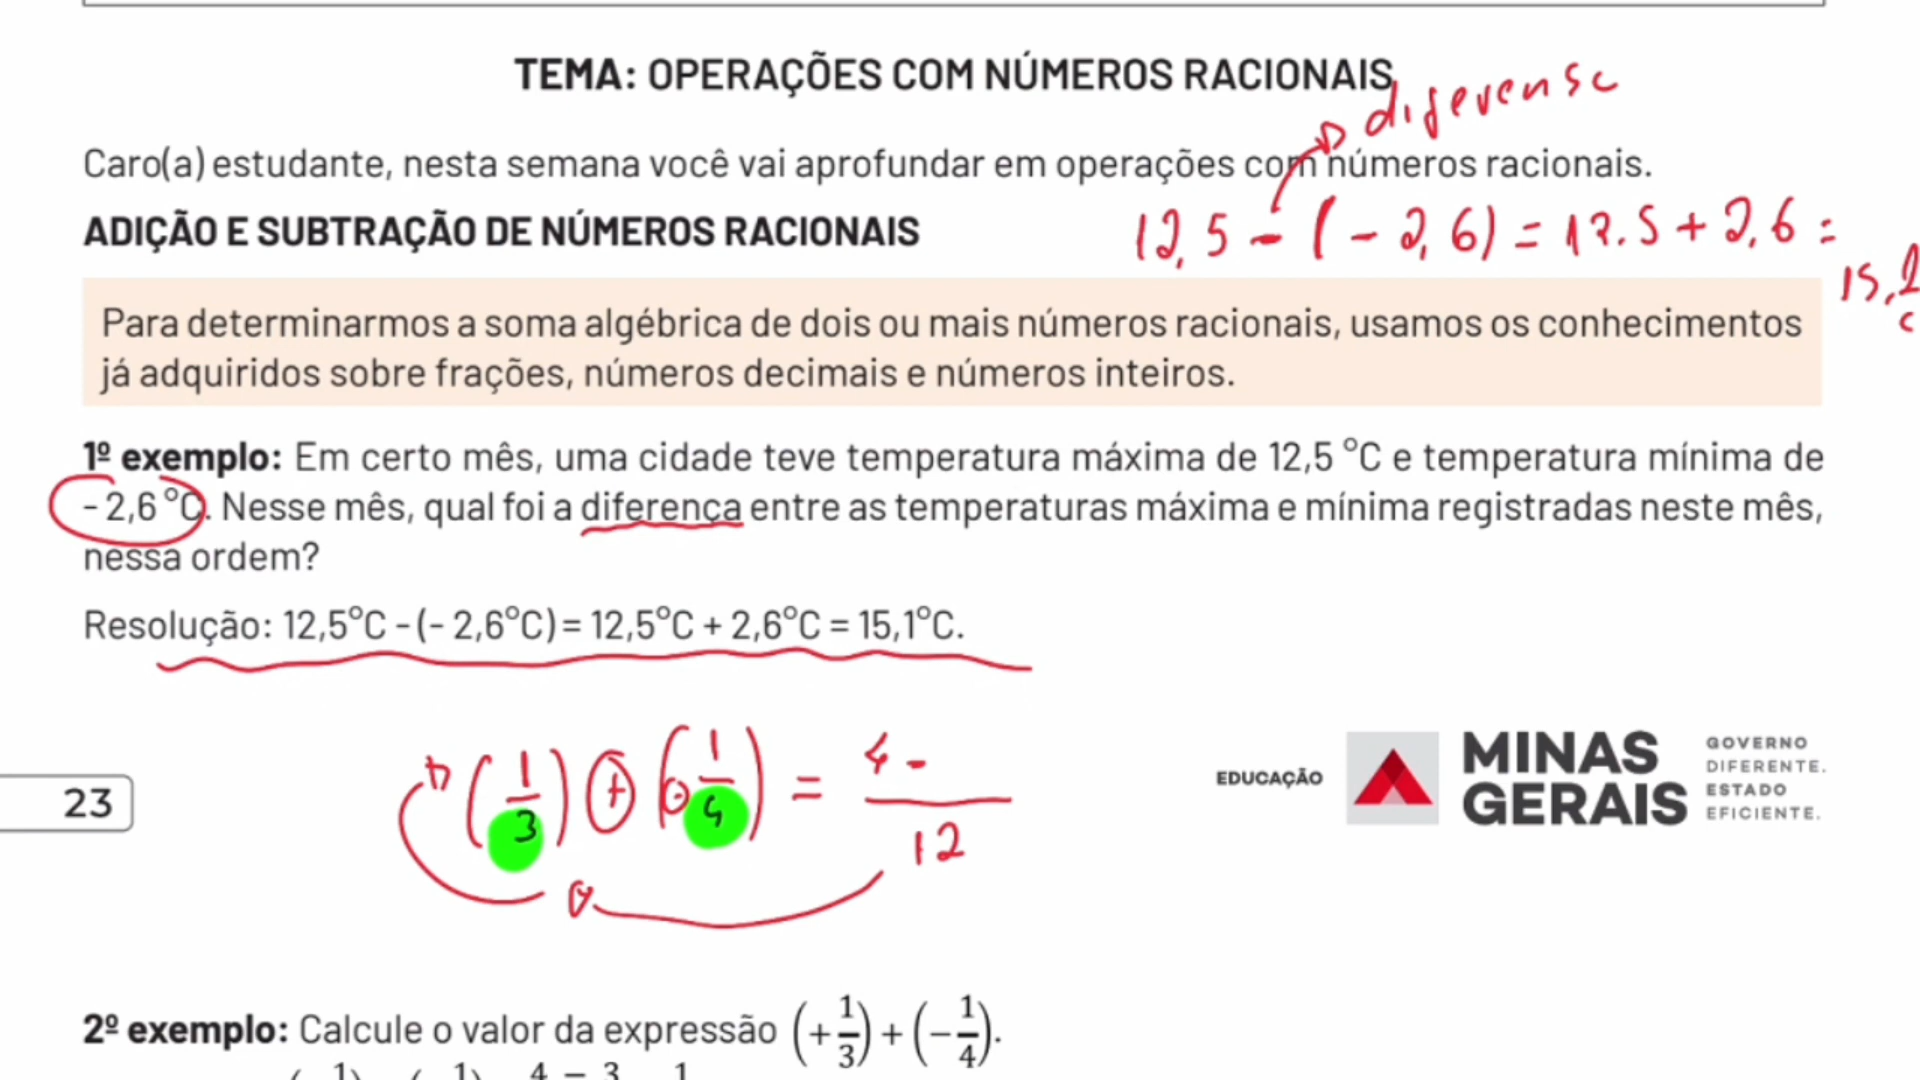 TEMA: OPERAÇÕES COM NÚMEROS RACIONAIS
Caro(a) estudante, nesta semana você vai aprofundar em operações com números racionais.
ADIÇÃO E SUBTRAÇÃO DE NÚMEROS RACIONAIS
12,5 - (- 2,6) = 12.5 + 2,6 =
Para determinarmos a soma algébrica de dois ou mais números racionais, usamos os conhecimentos
já adquiridos sobre frações, números decimais e números inteiros.
1º exemplo: Em certo mês, uma cidade teve temperatura máxima de 12,5 °C e temperatura mínima de
- 2,6 °C. Nesse mês, qual foi a diferença entre as temperaturas máxima e mínima registradas neste mês,
nessa ordem?
Resolução: 12,5°C - (- 2,6°C) = 12,5°C + 2,6°C = 15,1°C.
(1/3) + (- 1/4) = 4 - / 12
EDUCAÇÃO
MINAS
GERAIS
GOVERNO
DIFERENTE.
ESTADO
EFICIENTE.
23
2º exemplo: Calcule o valor da expressão (+ 1/3) + (- 1/4).